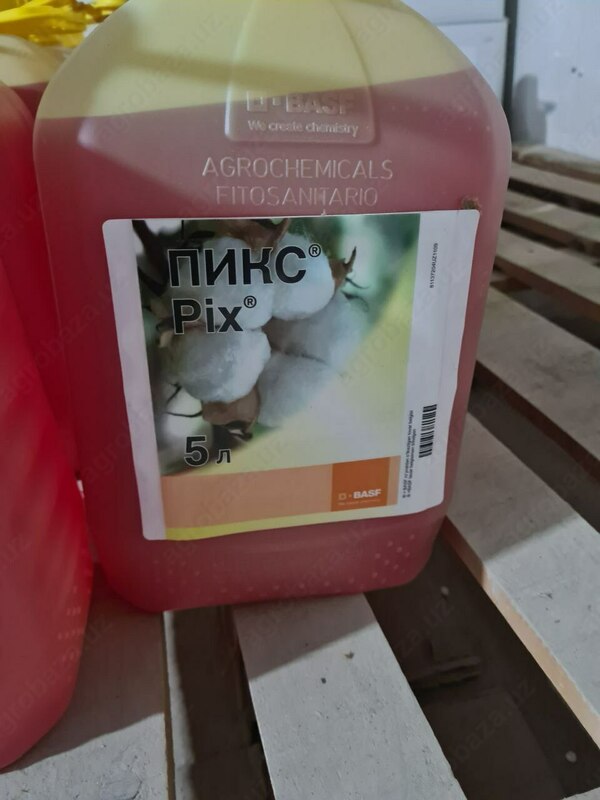 BASF
We create chemistry
AGROCHEMICALS
FITOSANITARIO
ПИКС®
Pix®
5 л
BASF